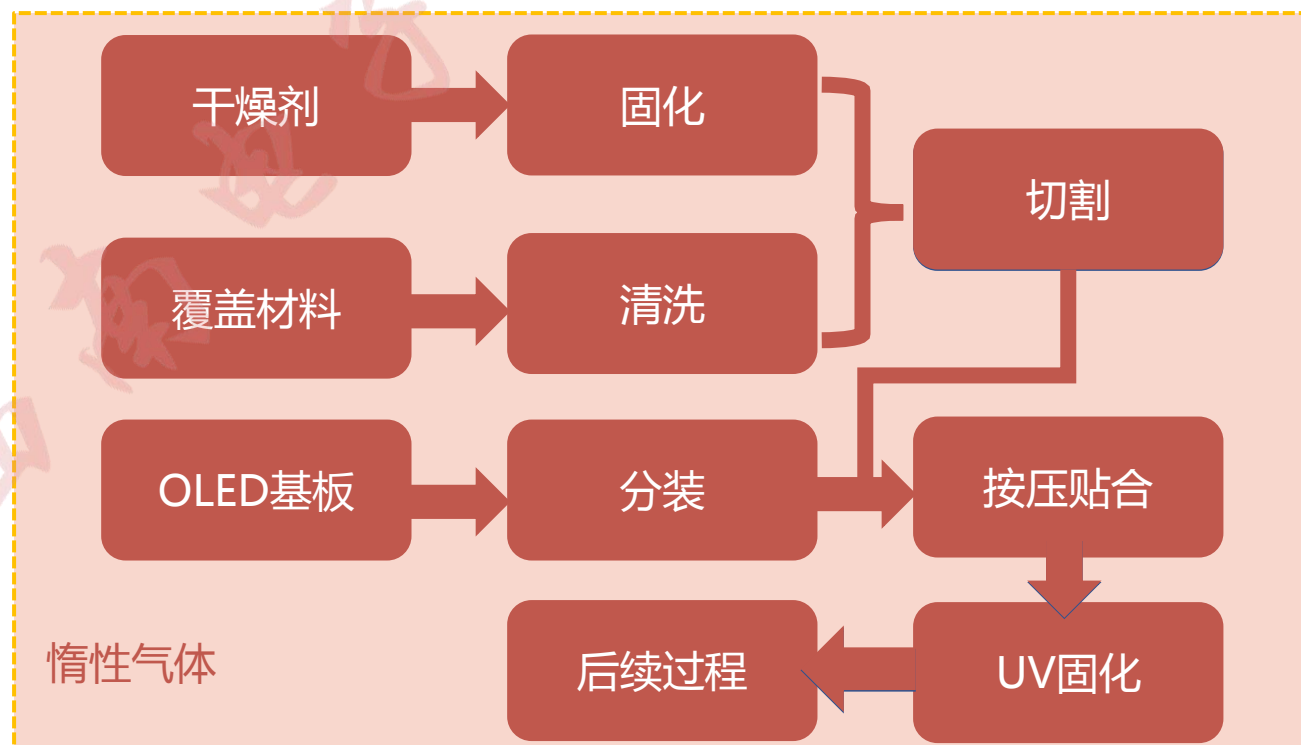 干燥剂
固化
切割
覆盖材料
清洗
OLED基板
分装
按压贴合
惰性气体
后续过程
UV固化